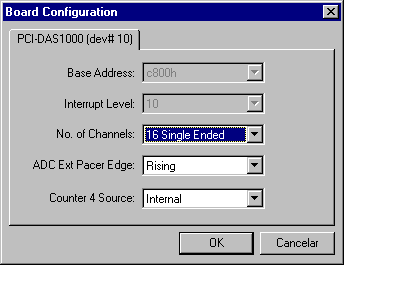 Board Configuration
PCI-DAS1000 (dev# 10)
Base Address: c800h
Interrupt Level: 10
No. of Channels: 16 Single Ended
ADC Ext Pacer Edge: Rising
Counter 4 Source: Internal
OK Cancelar